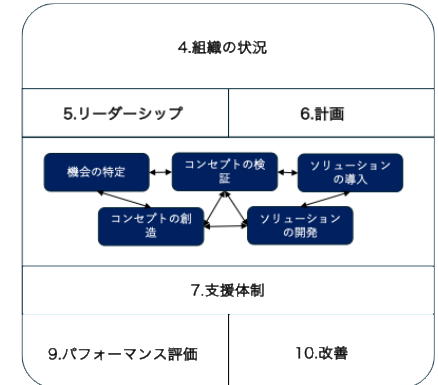 4.組織の状況
5.リーダーシップ
6.計画
機会の特定
コンセプトの検
証
ソリューション
の導入
コンセプトの創
造
ソリューション
の開発
7.支援体制
9.パフォーマンス評価
10.改善